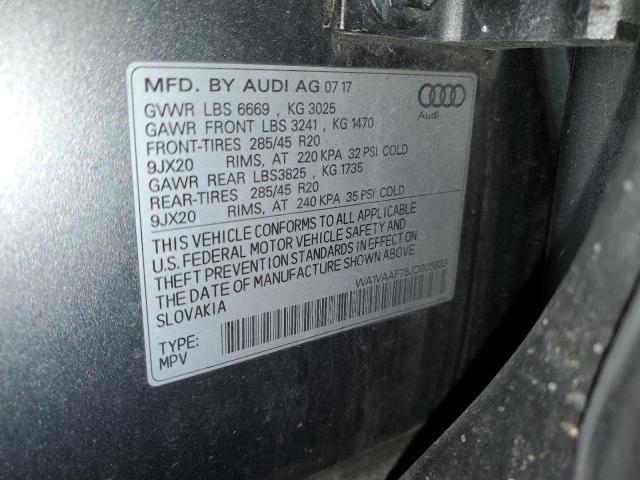 MFD. BY AUDI AG 07 17
GVWR LBS 6669 , KG 3025
GAWR FRONT LBS 3241 , KG 1470
FRONT-TIRES 285/45 R20
9JX20 RIMS, AT 220 KPA 32 PSI COLD
GAWR REAR LBS3825 , KG 1735
REAR-TIRES 285/45 R20
9JX20 RIMS, AT 240 KPA 35 PSI COLD
THIS VEHICLE CONFORMS TO ALL APPLICABLE
U.S. FEDERAL MOTOR VEHICLE SAFETY AND
THEFT PREVENTION STANDARDS IN EFFECT ON
THE DATE OF MANUFACTURE SHOWN ABOVE
SLOVAKIA
WA1VAAF75JD005833
TYPE:
MPV
Audi